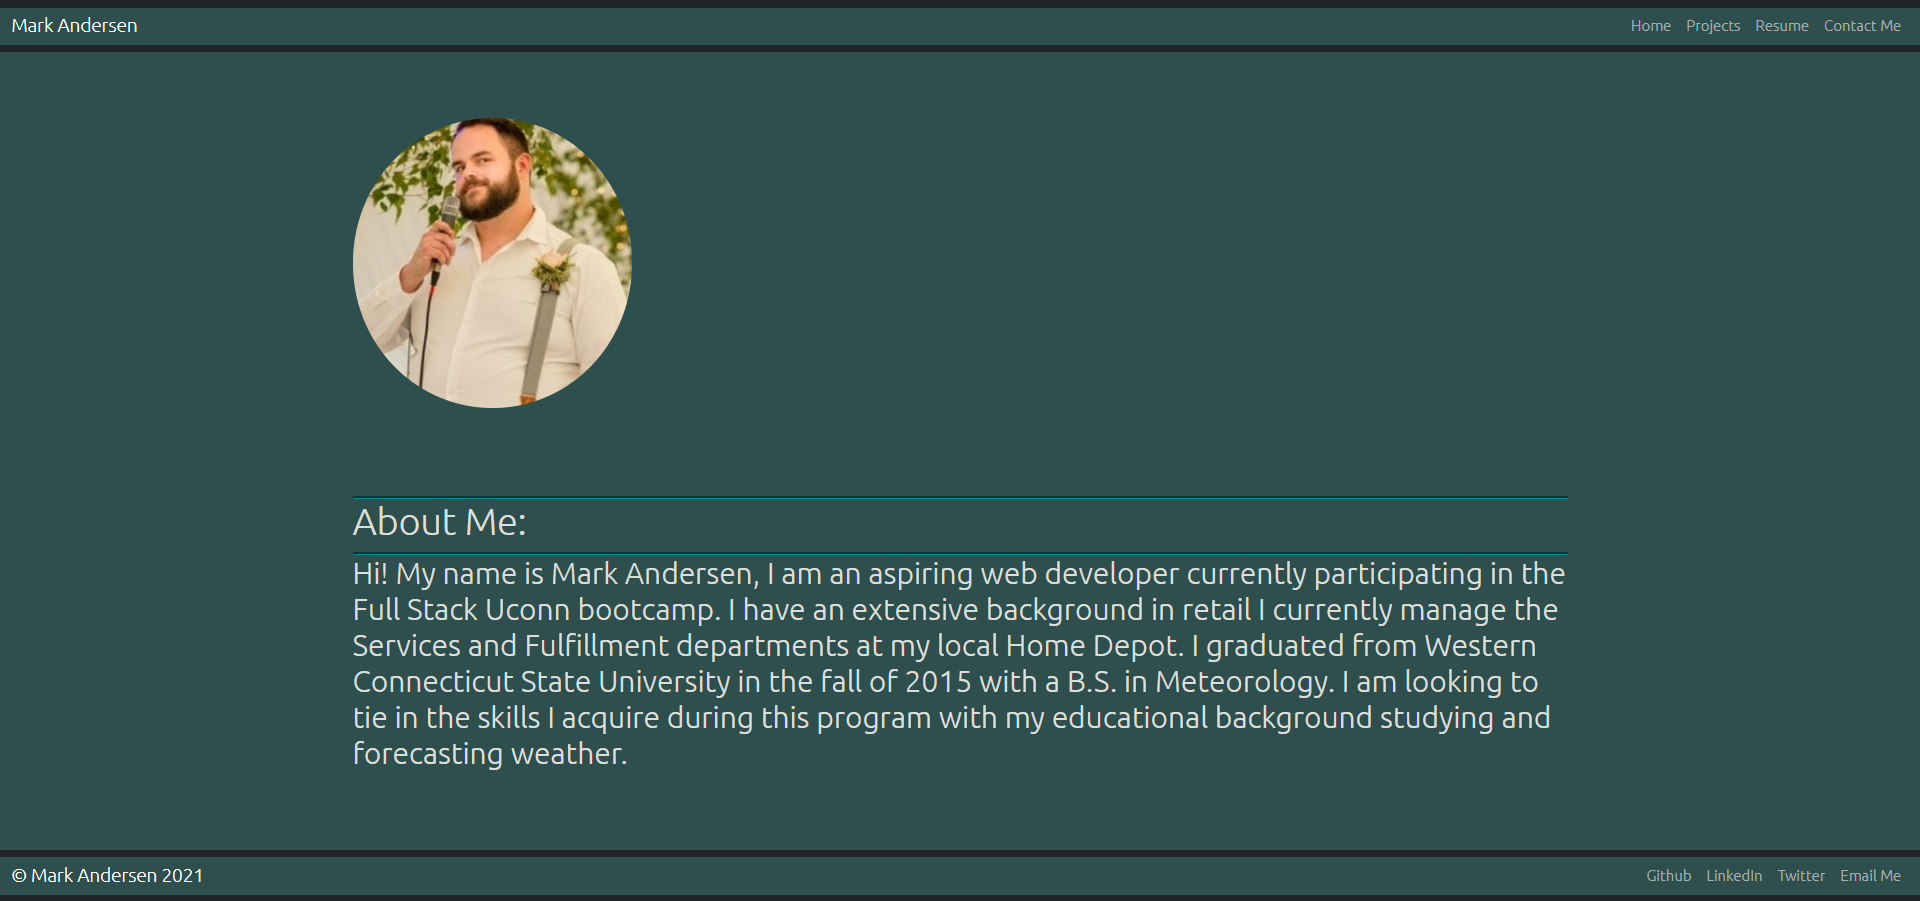 Mark Andersen
Home Projects Resume Contact Me
About Me:
Hi! My name is Mark Andersen, I am an aspiring web developer currently participating in the
Full Stack Uconn bootcamp. I have an extensive background in retail I currently manage the
Services and Fulfillment departments at my local Home Depot. I graduated from Western
Connecticut State University in the fall of 2015 with a B.S. in Meteorology. I am looking to
tie in the skills I acquire during this program with my educational background studying and
forecasting weather.
© Mark Andersen 2021
Github LinkedIn Twitter Email Me